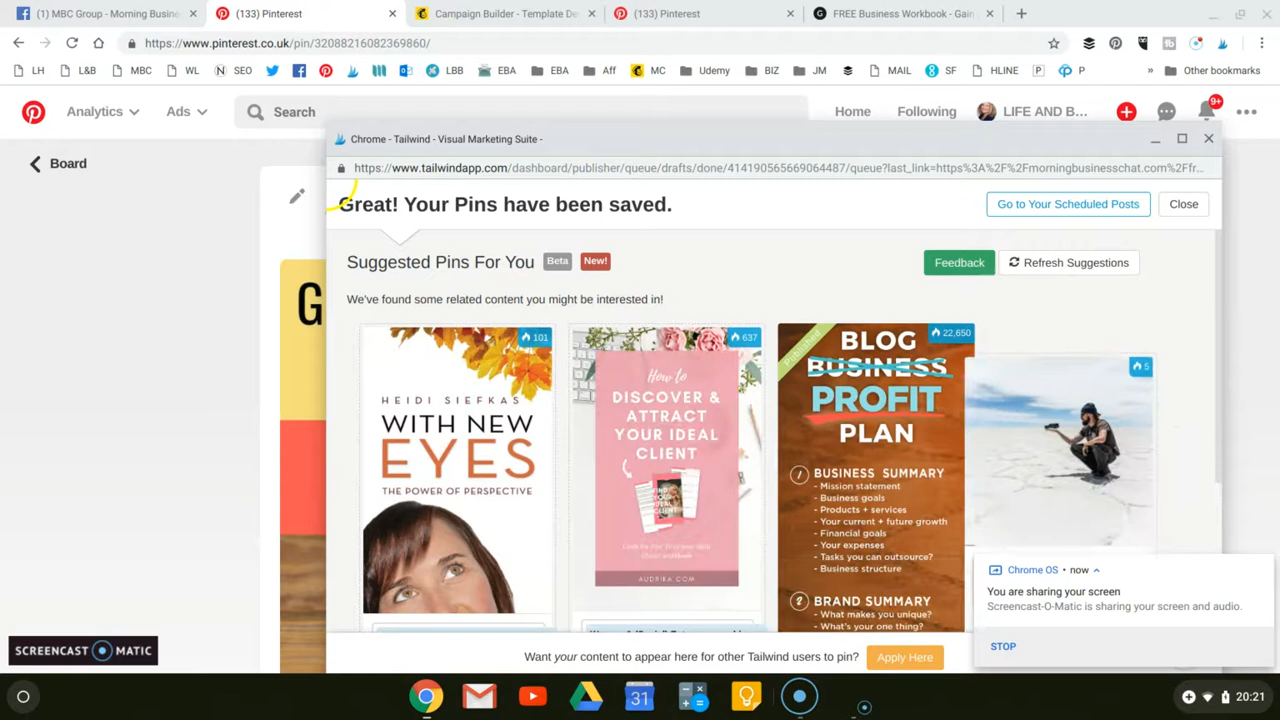 (1) MBC Group - Morning Busine
(133) Pinterest
Campaign Builder - Template De
(133) Pinterest
FREE Business Workbook - Gain
https://www.pinterest.co.uk/pin/32088216082369860/
LH
L&B
MBC
WL
SEO
LBB
EBA
EBA
Aff
MC
Udemy
BIZ
JM
MAIL
SF
HLINE
P
» Other bookmarks
Analytics
Ads
Search
Home
Following
LIFE AND B...
9+
Board
Chrome - Tailwind - Visual Marketing Suite -
https://www.tailwindapp.com/dashboard/publisher/queue/drafts/done/414190565669064487/queue?last_link=https%3A%2F%2Fmorningbusinesschat.com%2Ffr...
Great! Your Pins have been saved.
Go to Your Scheduled Posts
Close
Suggested Pins For You Beta New!
Feedback
Refresh Suggestions
We've found some related content you might be interested in!
G
101
HEIDI SIEFKAS
WITH NEW
EYES
THE POWER OF PERSPECTIVE
637
How to
DISCOVER &
ATTRACT
YOUR IDEAL
CLIENT
AUDRIKA.COM
Published
22,650
BLOG
BUSINESS
PROFIT
PLAN
1 BUSINESS SUMMARY
- Mission statement
- Business goals
- Products + services
- Your current + future growth
- Financial goals
- Your expenses
- Tasks you can outsource?
- Business structure
2 BRAND SUMMARY
- What makes you unique?
- What's your one thing?
5
Chrome OS • now
You are sharing your screen
Screencast-O-Matic is sharing your screen and audio.
STOP
Want your content to appear here for other Tailwind users to pin?
Apply Here
SCREENCAST O MATIC
31
20:21